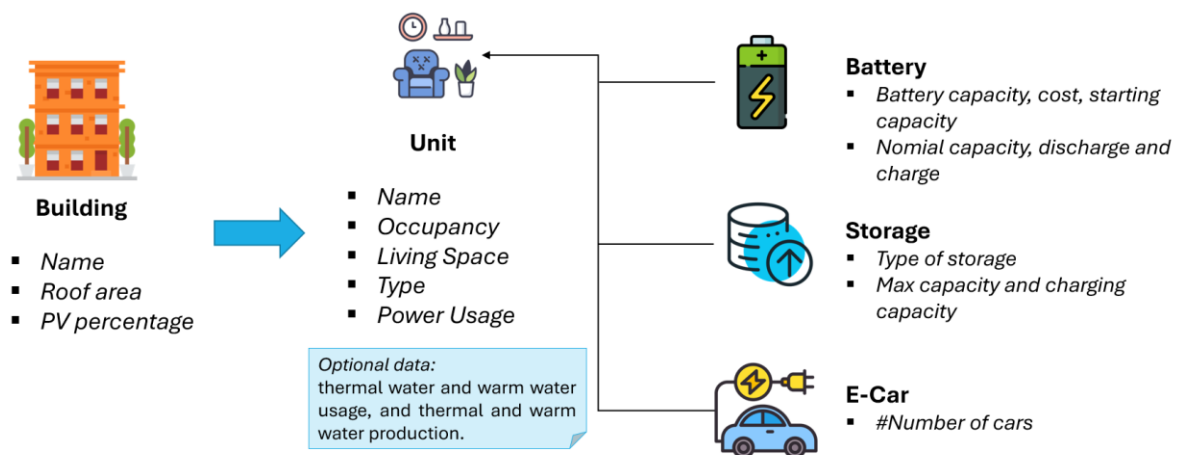 Building
▪ Name
▪ Roof area
▪ PV percentage
Unit
▪ Name
▪ Occupancy
▪ Living Space
▪ Type
▪ Power Usage
Optional data:
thermal water and warm water
usage, and thermal and warm
water production.
Battery
▪ Battery capacity, cost, starting
capacity
▪ Nomial capacity, discharge and
charge
Storage
▪ Type of storage
▪ Max capacity and charging
capacity
E-Car
▪ #Number of cars